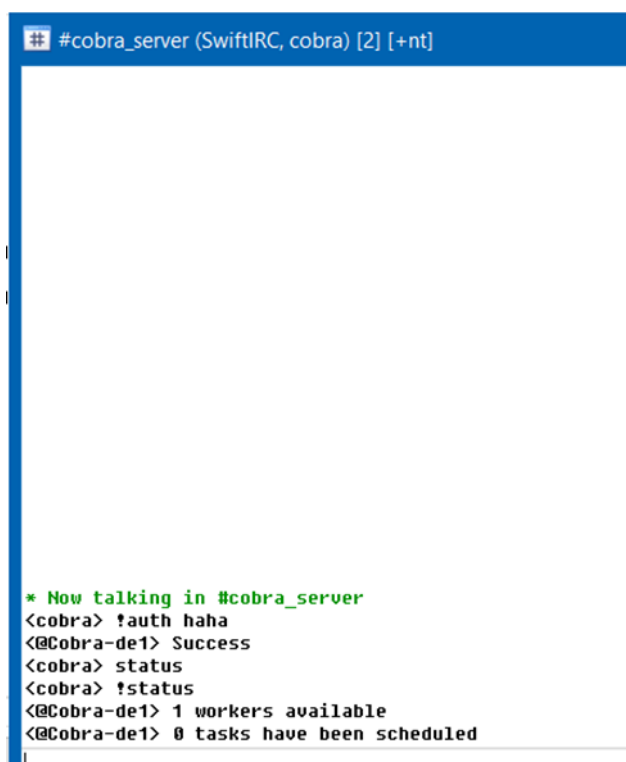 #cobra_server (SwiftIRC, cobra) [2] [+nt]
* Now talking in #cobra_server
<cobra> !auth haha
<@Cobra-de1> Success
<cobra> status
<cobra> !status
<@Cobra-de1> 1 workers available
<@Cobra-de1> 0 tasks have been scheduled